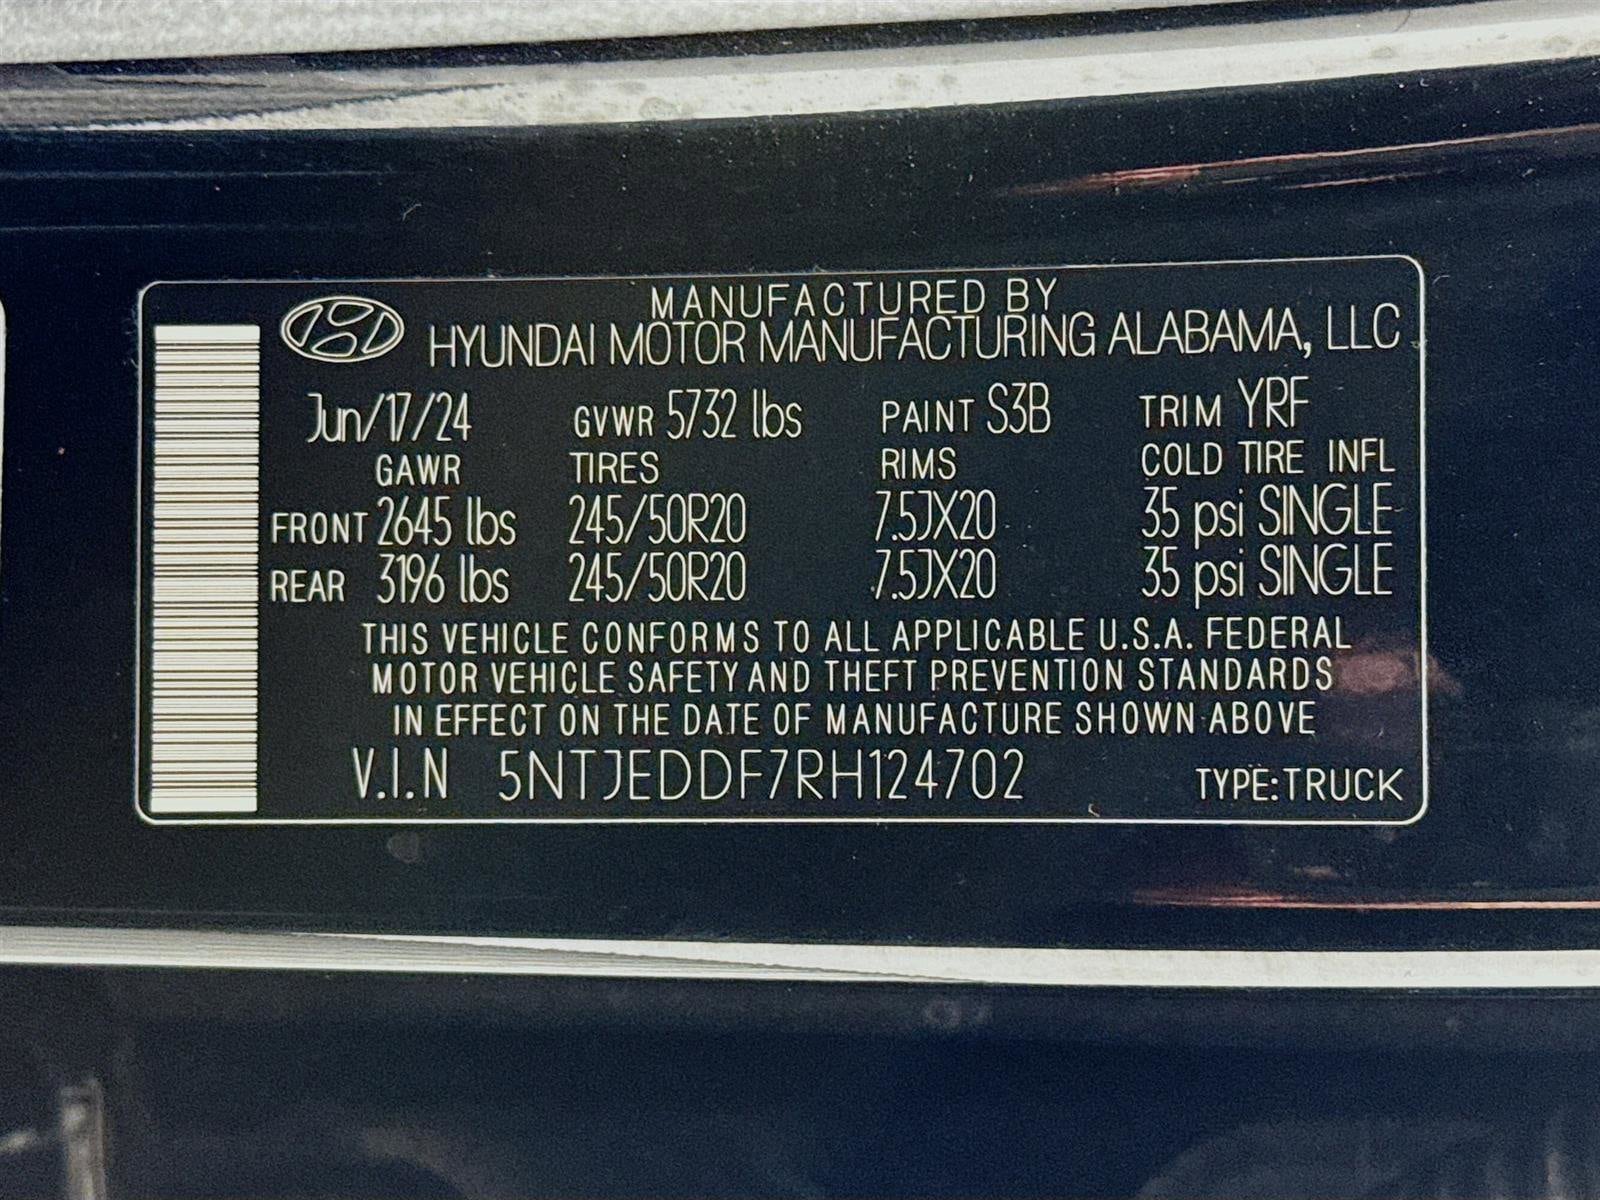 MANUFACTURED BY
HYUNDAI MOTOR MANUFACTURING ALABAMA, LLC
Jun/17/24 GVWR 5732 lbs PAINT S3B TRIM YRF
GAWR TIRES RIMS COLD TIRE INFL
FRONT 2645 lbs 245/50R20 7.5JX20 35 psi SINGLE
REAR 3196 lbs 245/50R20 7.5JX20 35 psi SINGLE
THIS VEHICLE CONFORMS TO ALL APPLICABLE U.S.A. FEDERAL
MOTOR VEHICLE SAFETY AND THEFT PREVENTION STANDARDS
IN EFFECT ON THE DATE OF MANUFACTURE SHOWN ABOVE
V.I.N 5NTJEDDF7RH124702 TYPE:TRUCK